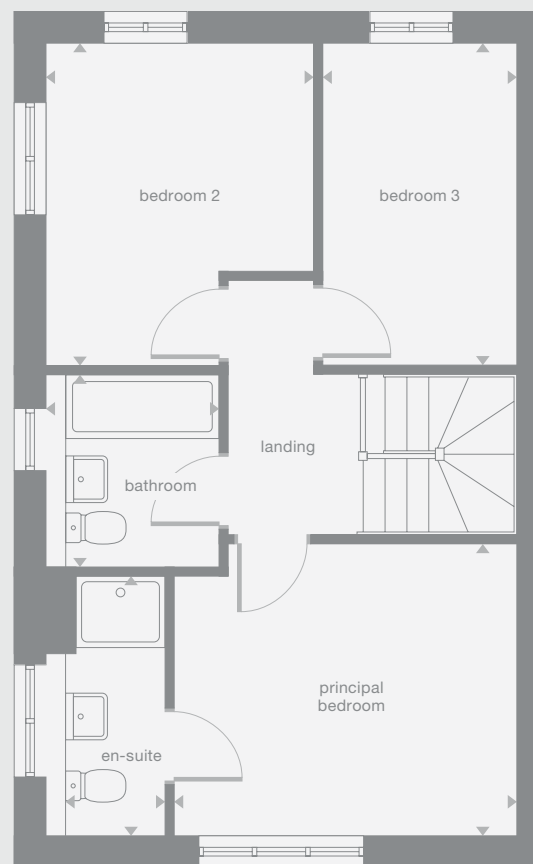 bedroom 2
bedroom 3
landing
bathroom
principal
bedroom
en-suite